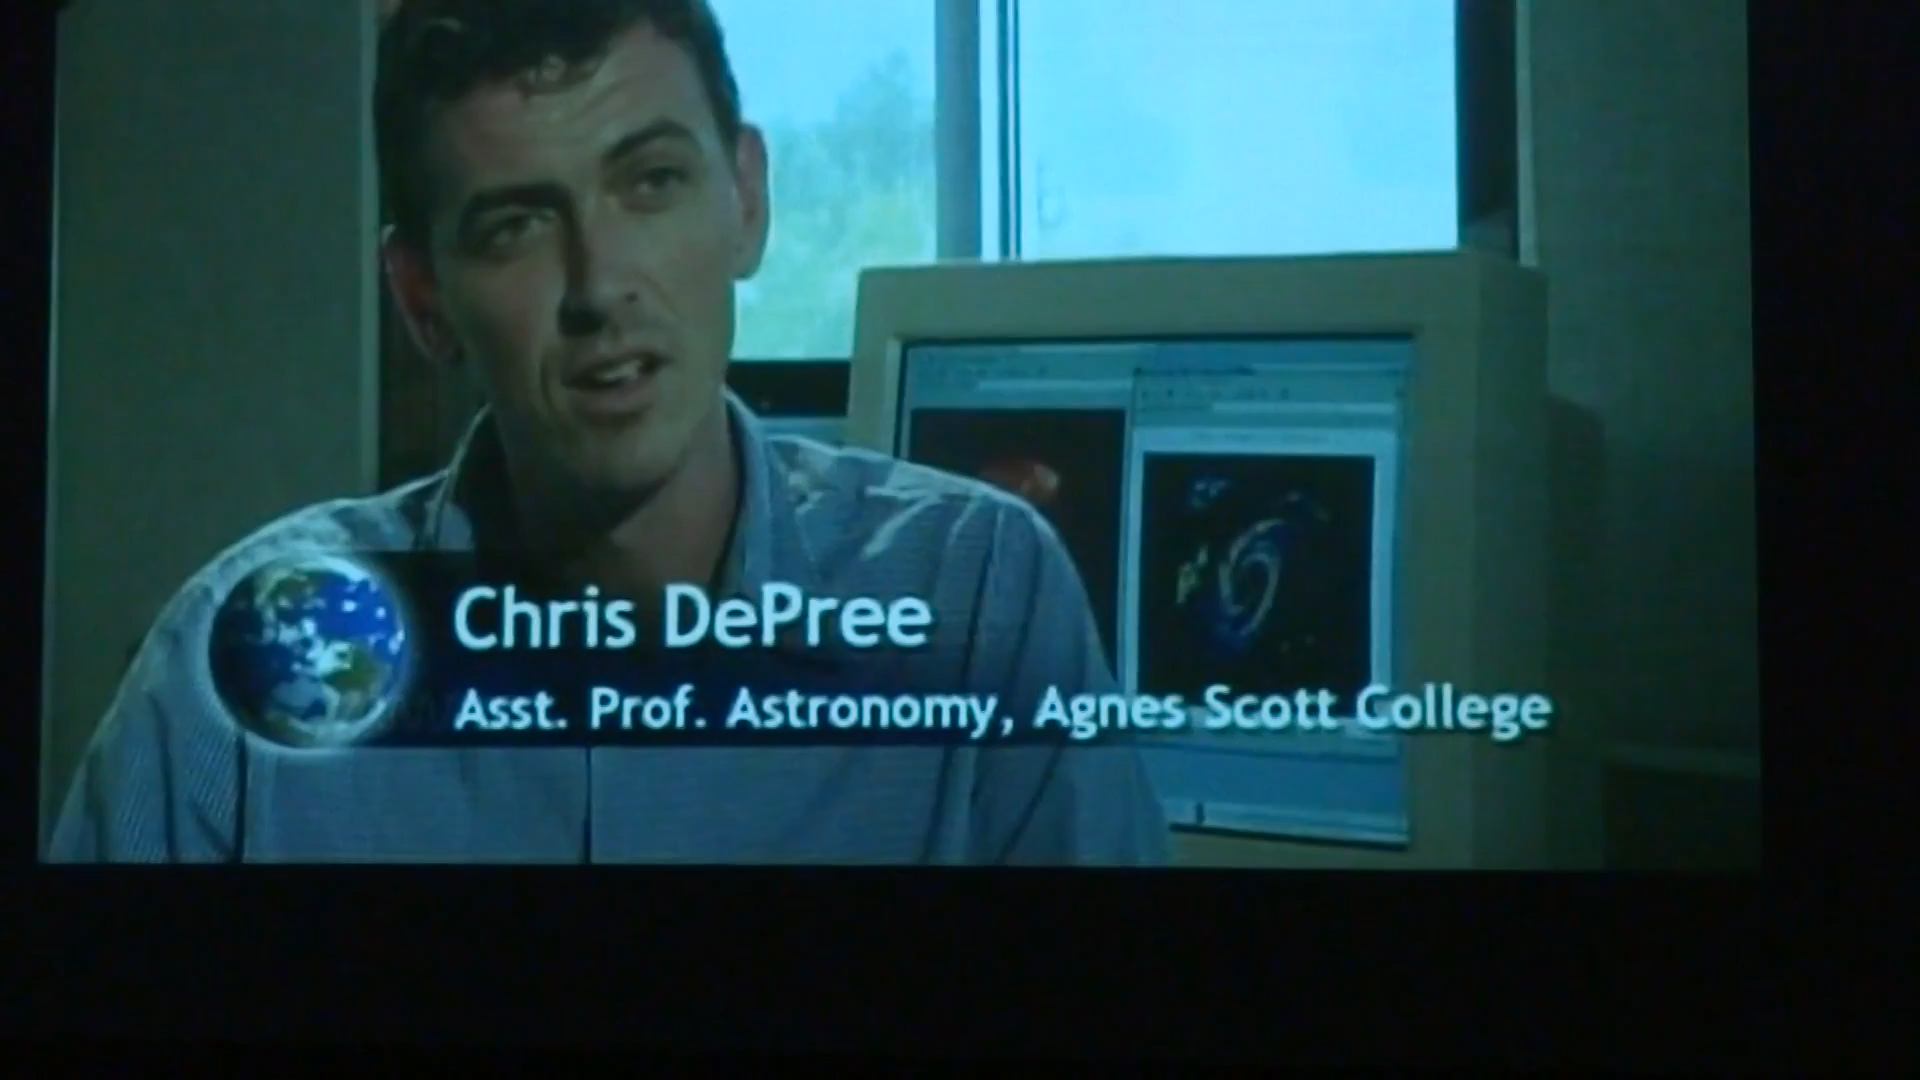 Chris DePree
Asst. Prof. Astronomy, Agnes Scott College